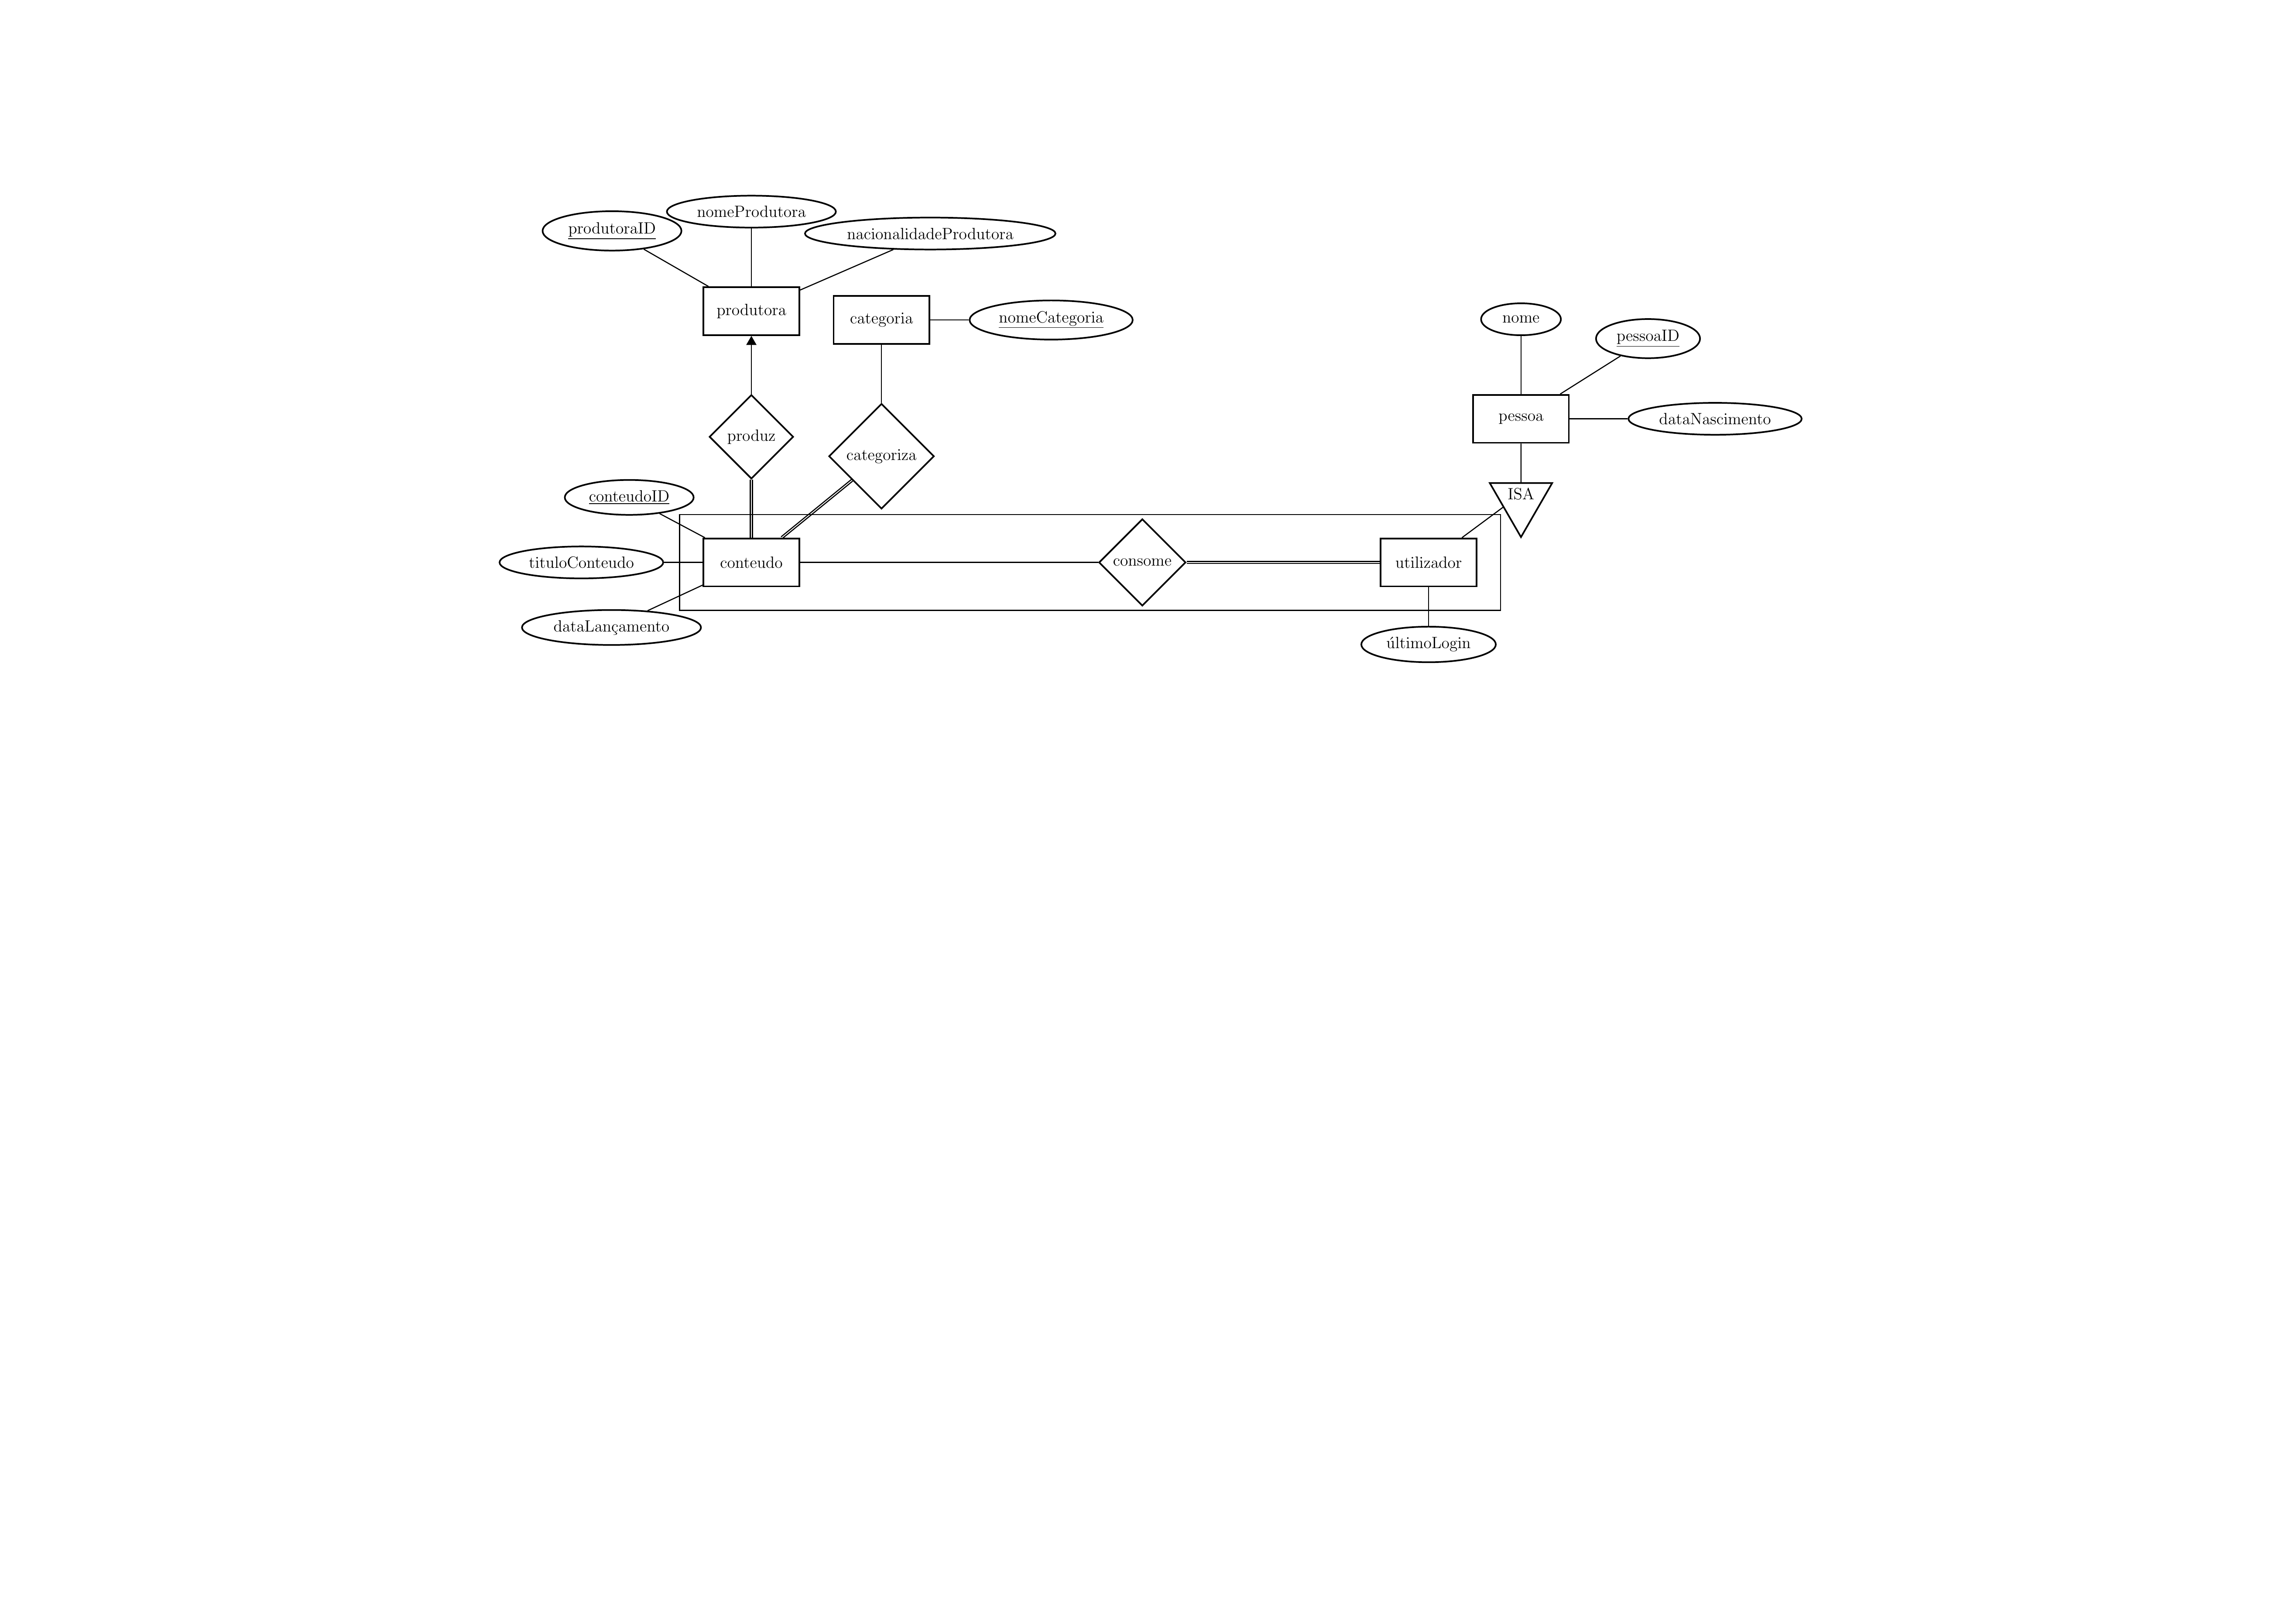 nomeProdutora
produtoraID
nacionalidadeProdutora
produtora
categoria
nomeCategoria
nome
pessoaID
pessoa
dataNascimento
produz
categoriza
conteudoID
ISA
tituloConteudo
conteudo
consome
utilizador
dataLançamento
últimoLogin